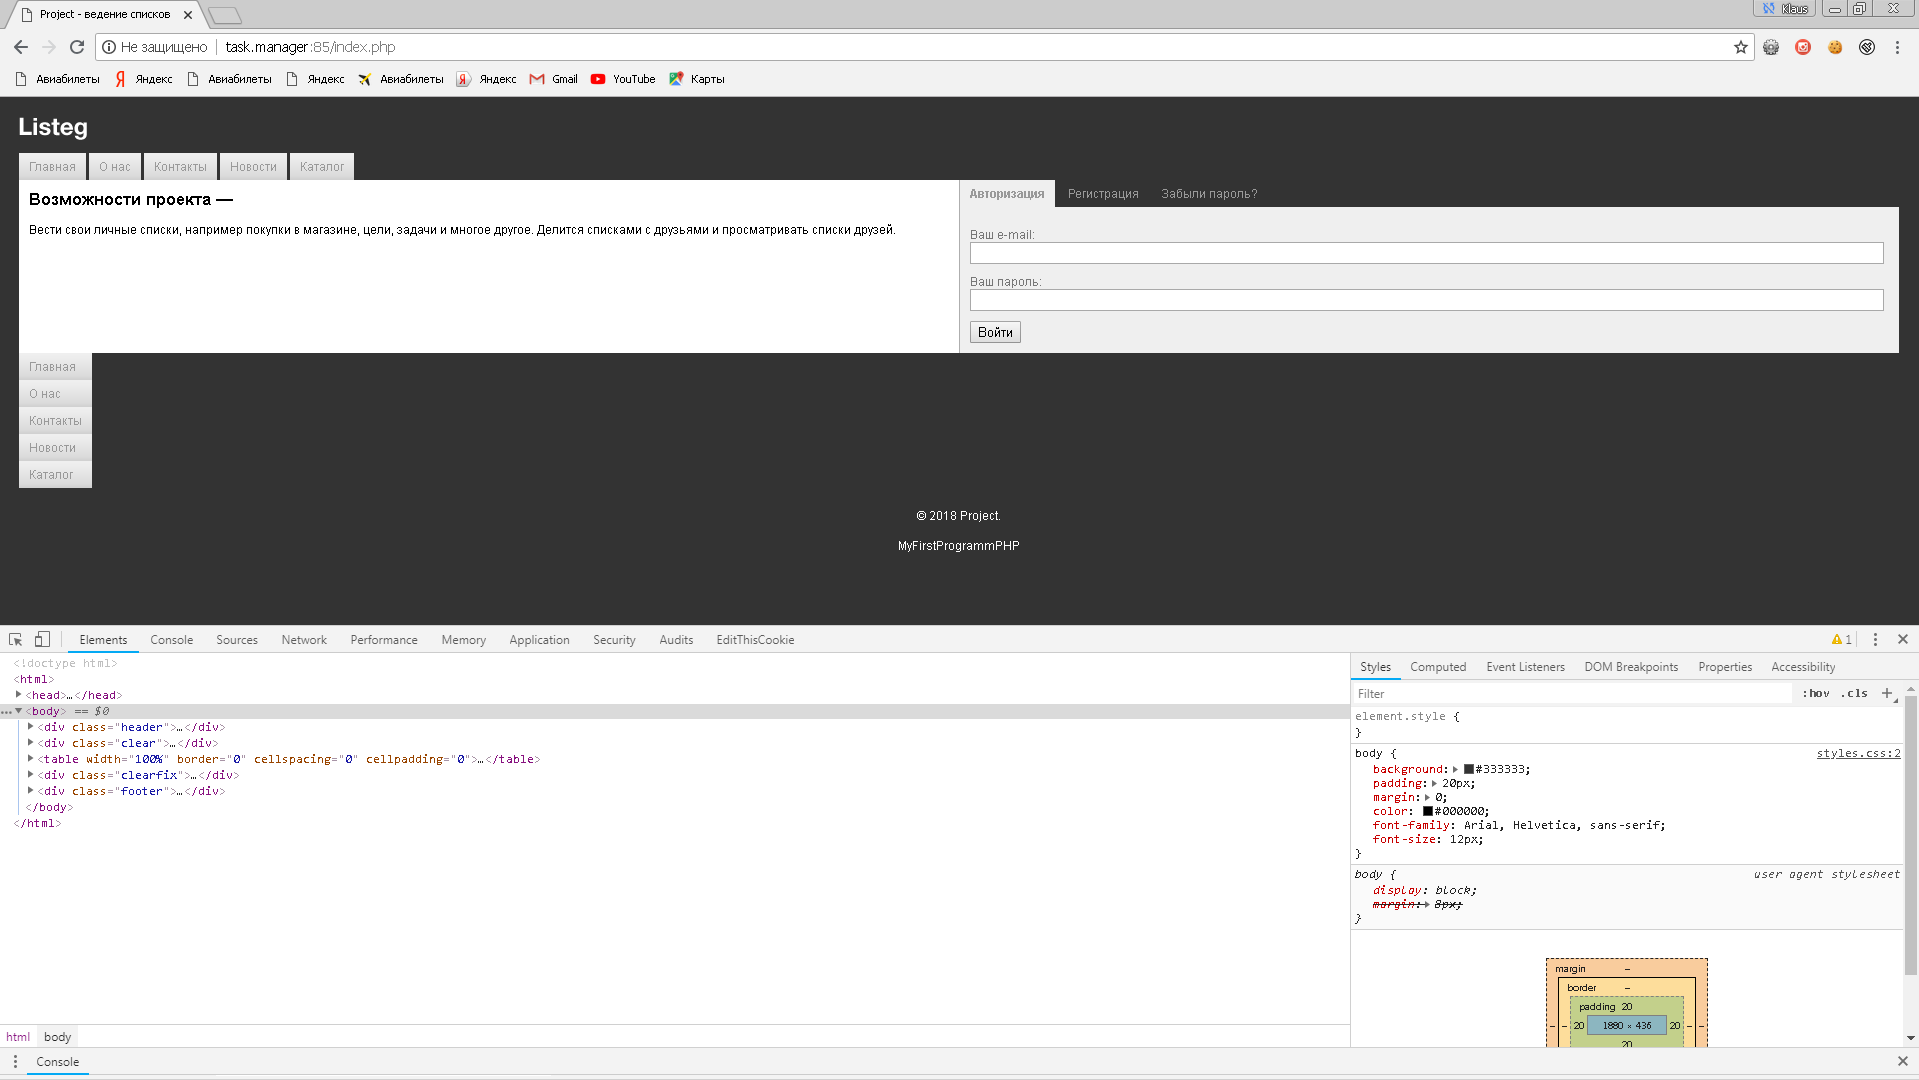 Project - ведение списков
Klaus
Не защищено task.manager:85/index.php
Авиабилеты Яндекс Авиабилеты Яндекс Авиабилеты Яндекс Gmail YouTube Карты
Listeg
Главная О нас Контакты Новости Каталог
Возможности проекта —
Вести свои личные списки, например покупки в магазине, цели, задачи и многое другое. Делится списками с друзьями и просматривать списки друзей.
Авторизация Регистрация Забыли пароль?
Ваш e-mail:
Ваш пароль:
Войти
Главная
О нас
Контакты
Новости
Каталог
© 2018 Project.
MyFirstProgrammPHP
Elements Console Sources Network Performance Memory Application Security Audits EditThisCookie 1
<!doctype html>
<html>
<head>…</head>
… <body> == $0
<div class="header">…</div>
<div class="clear">…</div>
<table width="100%" border="0" cellspacing="0" cellpadding="0">…</table>
<div class="clearfix">…</div>
<div class="footer">…</div>
</body>
</html>
html body
Styles Computed Event Listeners DOM Breakpoints Properties Accessibility
Filter :hov .cls +
element.style {
}
body { styles.css:2
background: #333333;
padding: 20px;
margin: 0;
color: #000000;
font-family: Arial, Helvetica, sans-serif;
font-size: 12px;
}
body { user agent stylesheet
display: block;
margin: 8px;
}
margin –
border –
padding 20
– – 20 1880 × 436 20 – –
20
Console